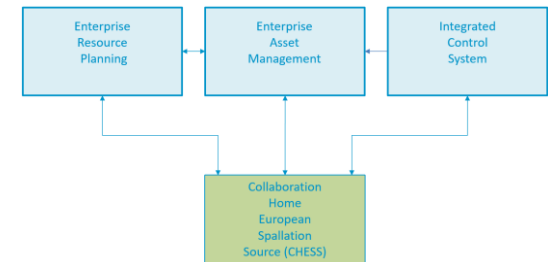 Enterprise
Resource
Planning
Enterprise
Asset
Management
Integrated
Control
System
Collaboration
Home
European
Spallation
Source (CHESS)